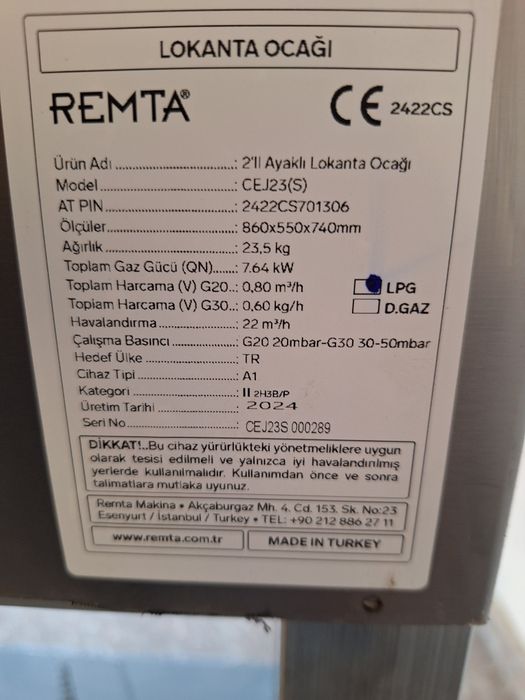 LOKANTA OCAĞI
REMTA®
CE 2422CS
Ürün Adı ..............................: 2'li Ayaklı Lokanta Ocağı
Model ..................................: CEJ23(S)
AT PIN..................................: 2422CS701306
Ölçüler .................................: 860x550x740mm
Ağırlık ..................................: 23,5 kg
Toplam Gaz Gücü (QN)......: 7.64 kW
Toplam Harcama (V) G20..: 0,80 m³/h
LPG
Toplam Harcama (V) G30..: 0,60 kg/h
D.GAZ
Havalandırma ....................: 22 m³/h
Çalışma Basıncı ..................: G20 20mbar-G30 30-50mbar
Hedef Ülke .........................: TR
Cihaz Tipi ...........................: A1
Kategori ..............................: II 2H3B/P
Üretim Tarihi ......................: 2024
Seri No ................................: CEJ23S 000289
DİKKAT!..Bu cihaz yürürlükteki yönetmeliklere uygun
olarak tesisi edilmeli ve yalnızca iyi havalandırılmış
yerlerde kullanılmalıdır. Kullanımdan önce ve sonra
talimatlara mutlaka uyunuz.
Remta Makina • Akçaburgaz Mh. 4. Cd. 153. Sk. No:23
Esenyurt / İstanbul / Turkey • TEL: +90 212 886 27 11
www.remta.com.tr
MADE IN TURKEY